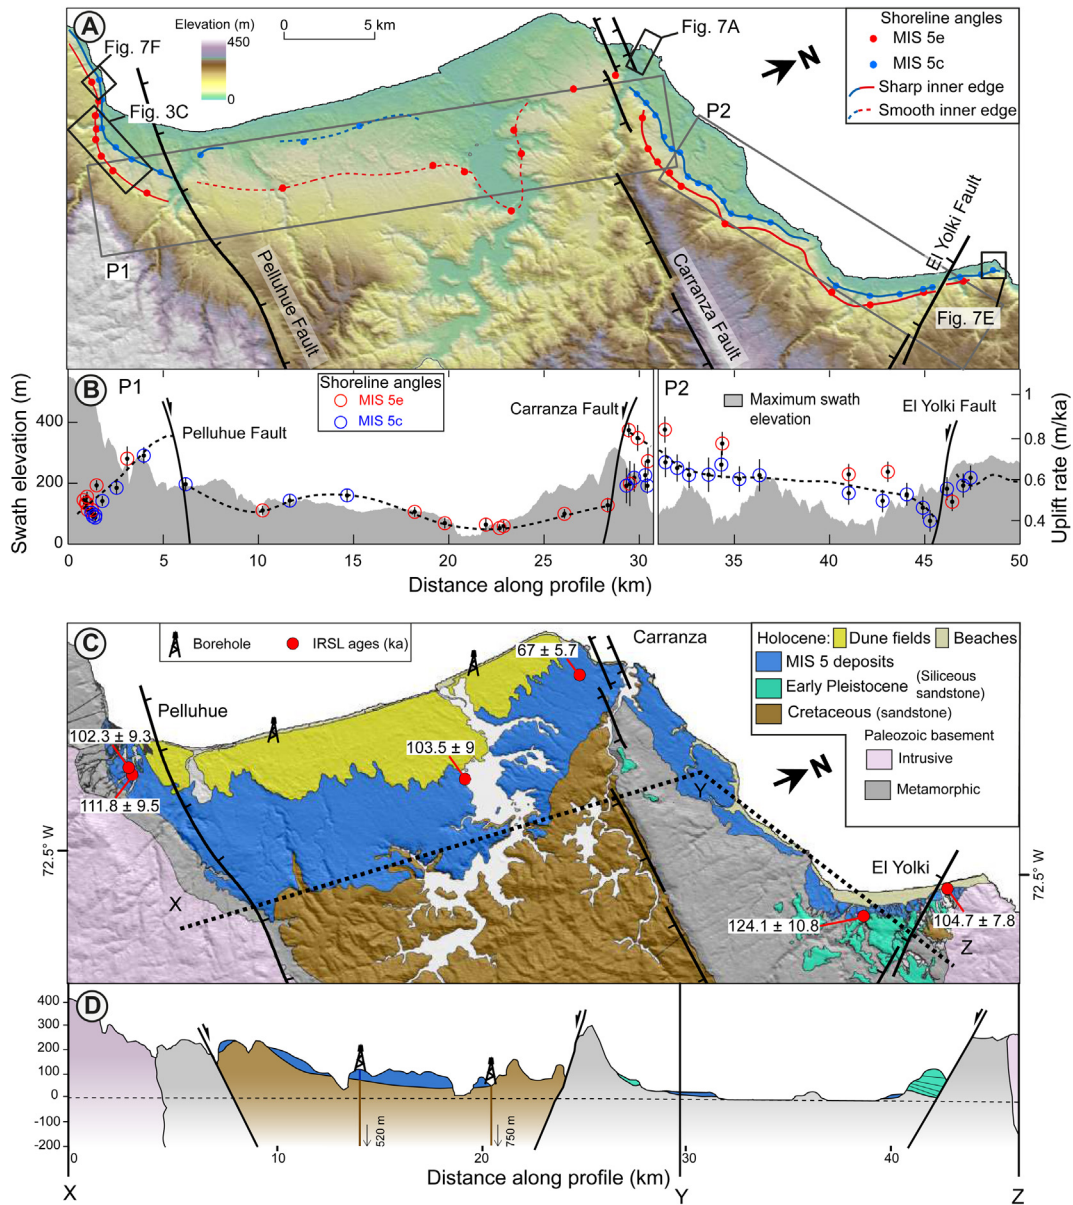 A
Elevation (m)
450
0
0 5 km
Fig. 7F
Fig. 3C
Fig. 7A
N
P2
P1
Pelluhue Fault
Carranza Fault
El Yolki Fault
Fig. 7E
Shoreline angles
MIS 5e
MIS 5c
Sharp inner edge
Smooth inner edge
B
P1
Shoreline angles
MIS 5e
MIS 5c
Pelluhue Fault
Carranza Fault
P2
Maximum swath
elevation
El Yolki Fault
Swath elevation (m)
400
200
0
1
0.8
0.6
0.4
Uplift rate (m/ka)
0 5 10 15 20 25 30 35 40 45 50
Distance along profile (km)
C
Borehole
IRSL ages (ka)
Carranza
67 ± 5.7
Pelluhue
102.3 ± 9.3
111.8 ± 9.5
103.5 ± 9
N
Holocene: Dune fields Beaches
MIS 5 deposits
Early Pleistocene (Siliceous
sandstone)
Cretaceous (sandstone)
Paleozoic basement
Intrusive
Metamorphic
72.5° W
72.5° W
X
Y
Z
El Yolki
124.1 ± 10.8
104.7 ± 7.8
D
400
300
200
100
0
-100
-200
520 m
750 m
0 10 20 30 40
Distance along profile (km)
X Y Z